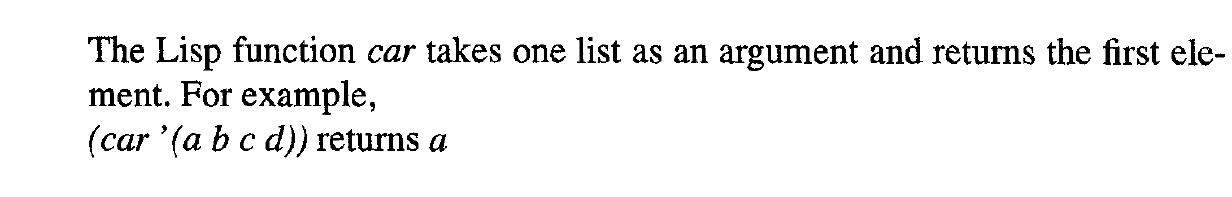 The Lisp function car takes one list as an argument and returns the first ele-
ment. For example,
(car ’(a b c d)) returns a